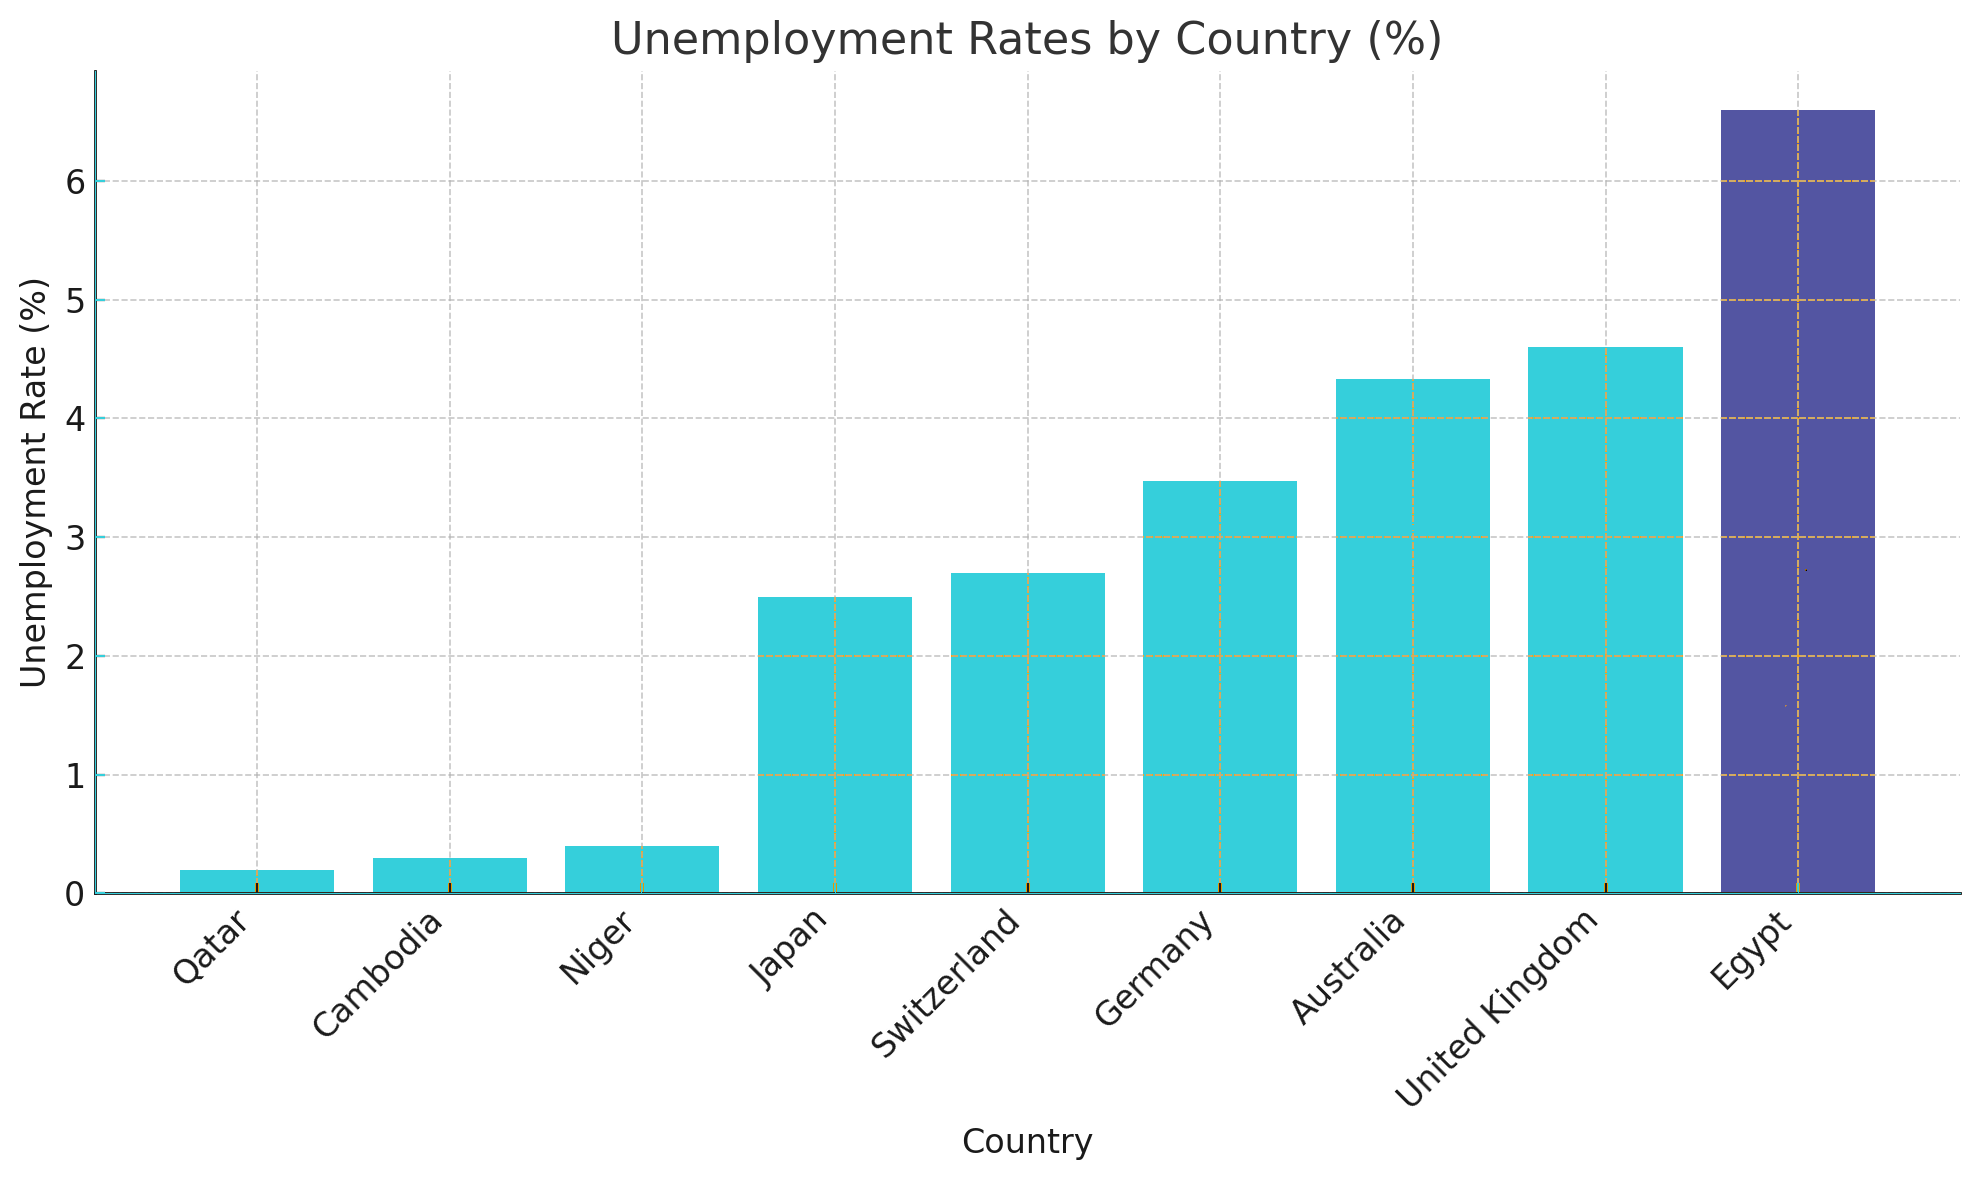 Unemployment Rates by Country (%)
Unemployment Rate (%)
6
5
4
3
2
1
0
Qatar
Cambodia
Niger
Japan
Switzerland
Germany
Australia
United Kingdom
Egypt
Country